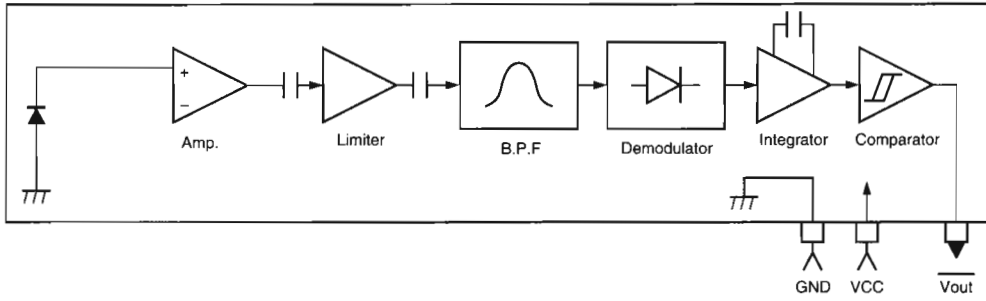 +
−
Amp.
Limiter
B.P.F
Demodulator
Integrator
Comparator
GND
VCC
Vout